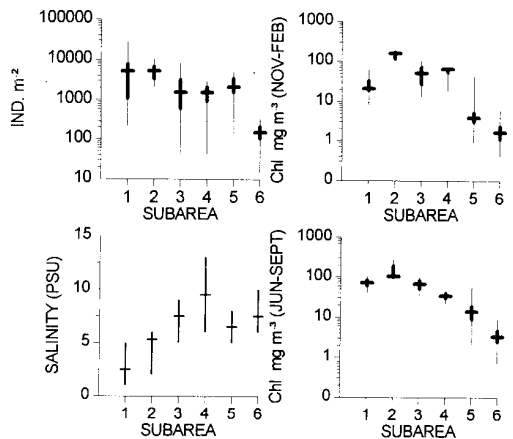 IND. m⁻²
100000
10000
1000
100
10
1 2 3 4 5 6
SUBAREA
Chl mg m⁻³ (NOV-FEB)
1000
100
10
1
0
1 2 3 4 5 6
SUBAREA
SALINITY (PSU)
15
10
5
0
1 2 3 4 5 6
SUBAREA
Chl mg m⁻³ (JUN-SEPT)
1000
100
10
1
0
1 2 3 4 5 6
SUBAREA